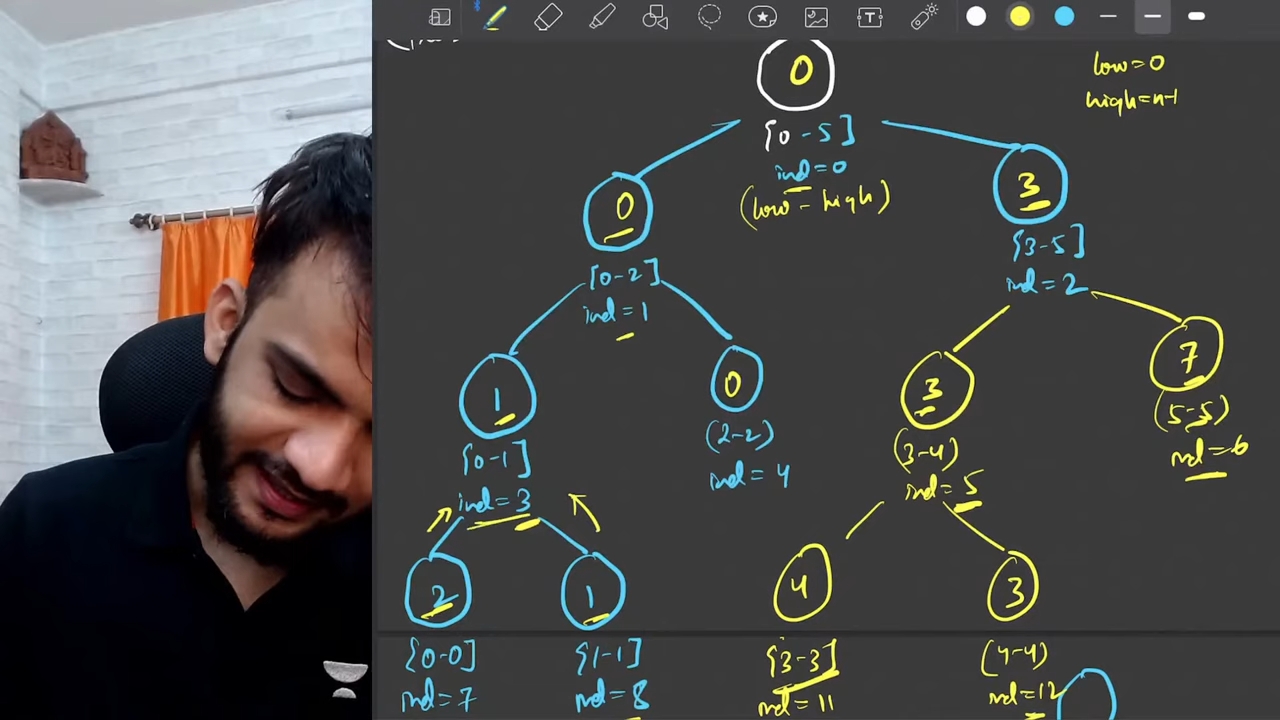 0
low=0
high=n-1
[0-5]
ind=0
(low - high)
0
[0-2]
ind=1
3
[3-5]
ind=2
1
[0-1]
ind=3
0
(2-2)
ind=4
3
(3-4)
ind=5
7
(5-5)
ind=6
2
[0-0]
ind=7
1
[1-1]
ind=8
4
[3-3]
ind=11
3
(4-4)
ind=12